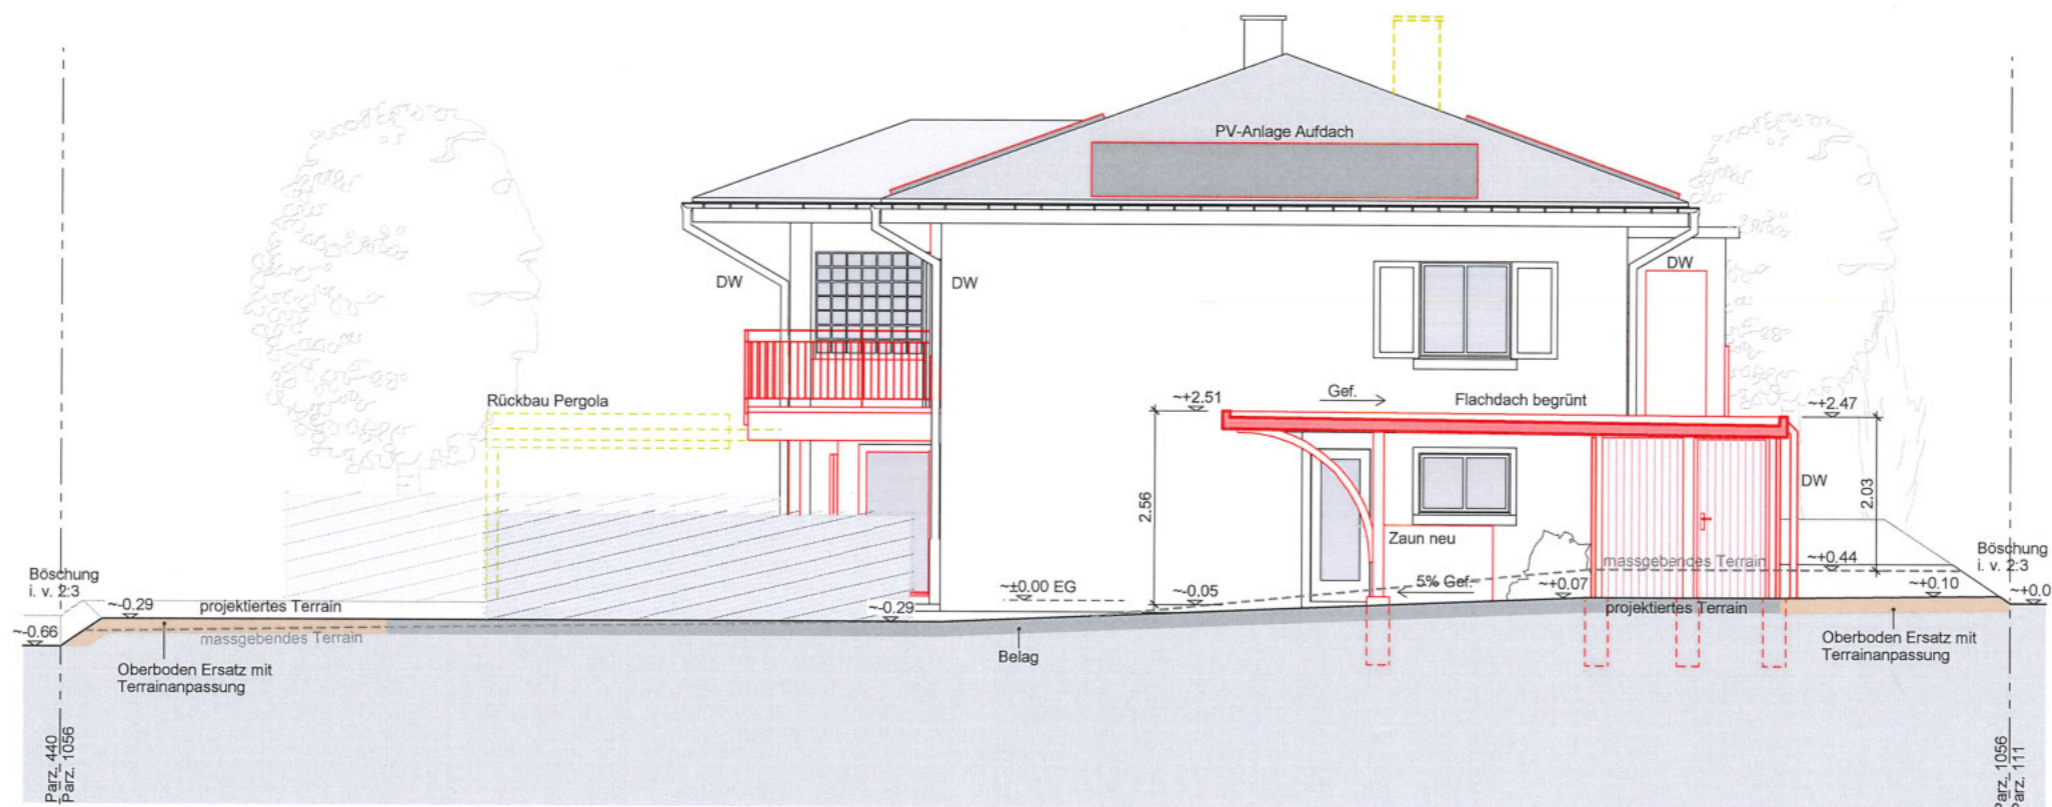 PV-Anlage Aufdach
DW
DW
DW
Rückbau Pergola
~+2.51
Gef.
Flachdach begrünt
~+2.47
2.56
DW
2.03
Zaun neu
massgebendes Terrain
~+0.44
Böschung
i. v. 2:3
Böschung
i. v. 2:3
~±0.00 EG
~-0.05
5% Gef.
~+0.07
~+0.10
~+0.0
~-0.29
projektiertes Terrain
~-0.29
projektiertes Terrain
~-0.66
massgebendes Terrain
Oberboden Ersatz mit
Terrainanpassung
Belag
Oberboden Ersatz mit
Terrainanpassung
Parz. 440
Parz. 1056
Parz. 1056
Parz. 111